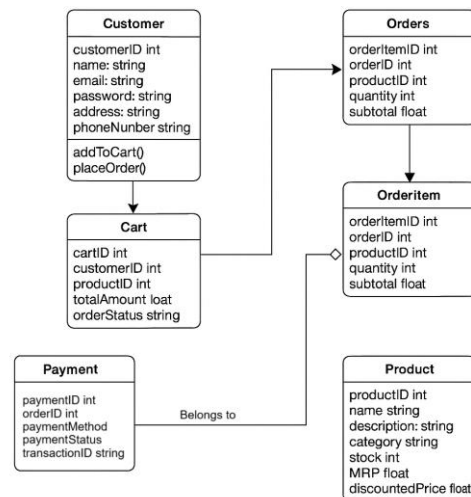 Customer
customerID int
name: string
email: string
password: string
address: string
phoneNunber string
addToCart()
placeOrder()
Orders
orderItemID int
orderID int
productID int
quantity int
subtotal float
Cart
cartID int
customerID int
productID int
totalAmount loat
orderStatus string
Orderitem
orderItemID int
orderID int
productID int
quantity int
subtotal float
Payment
paymentID int
orderID int
paymentMethod
paymentStatus
transactionID string
Belongs to
Product
productID int
name string
description: string
category string
stock int
MRP float
discountedPrice float